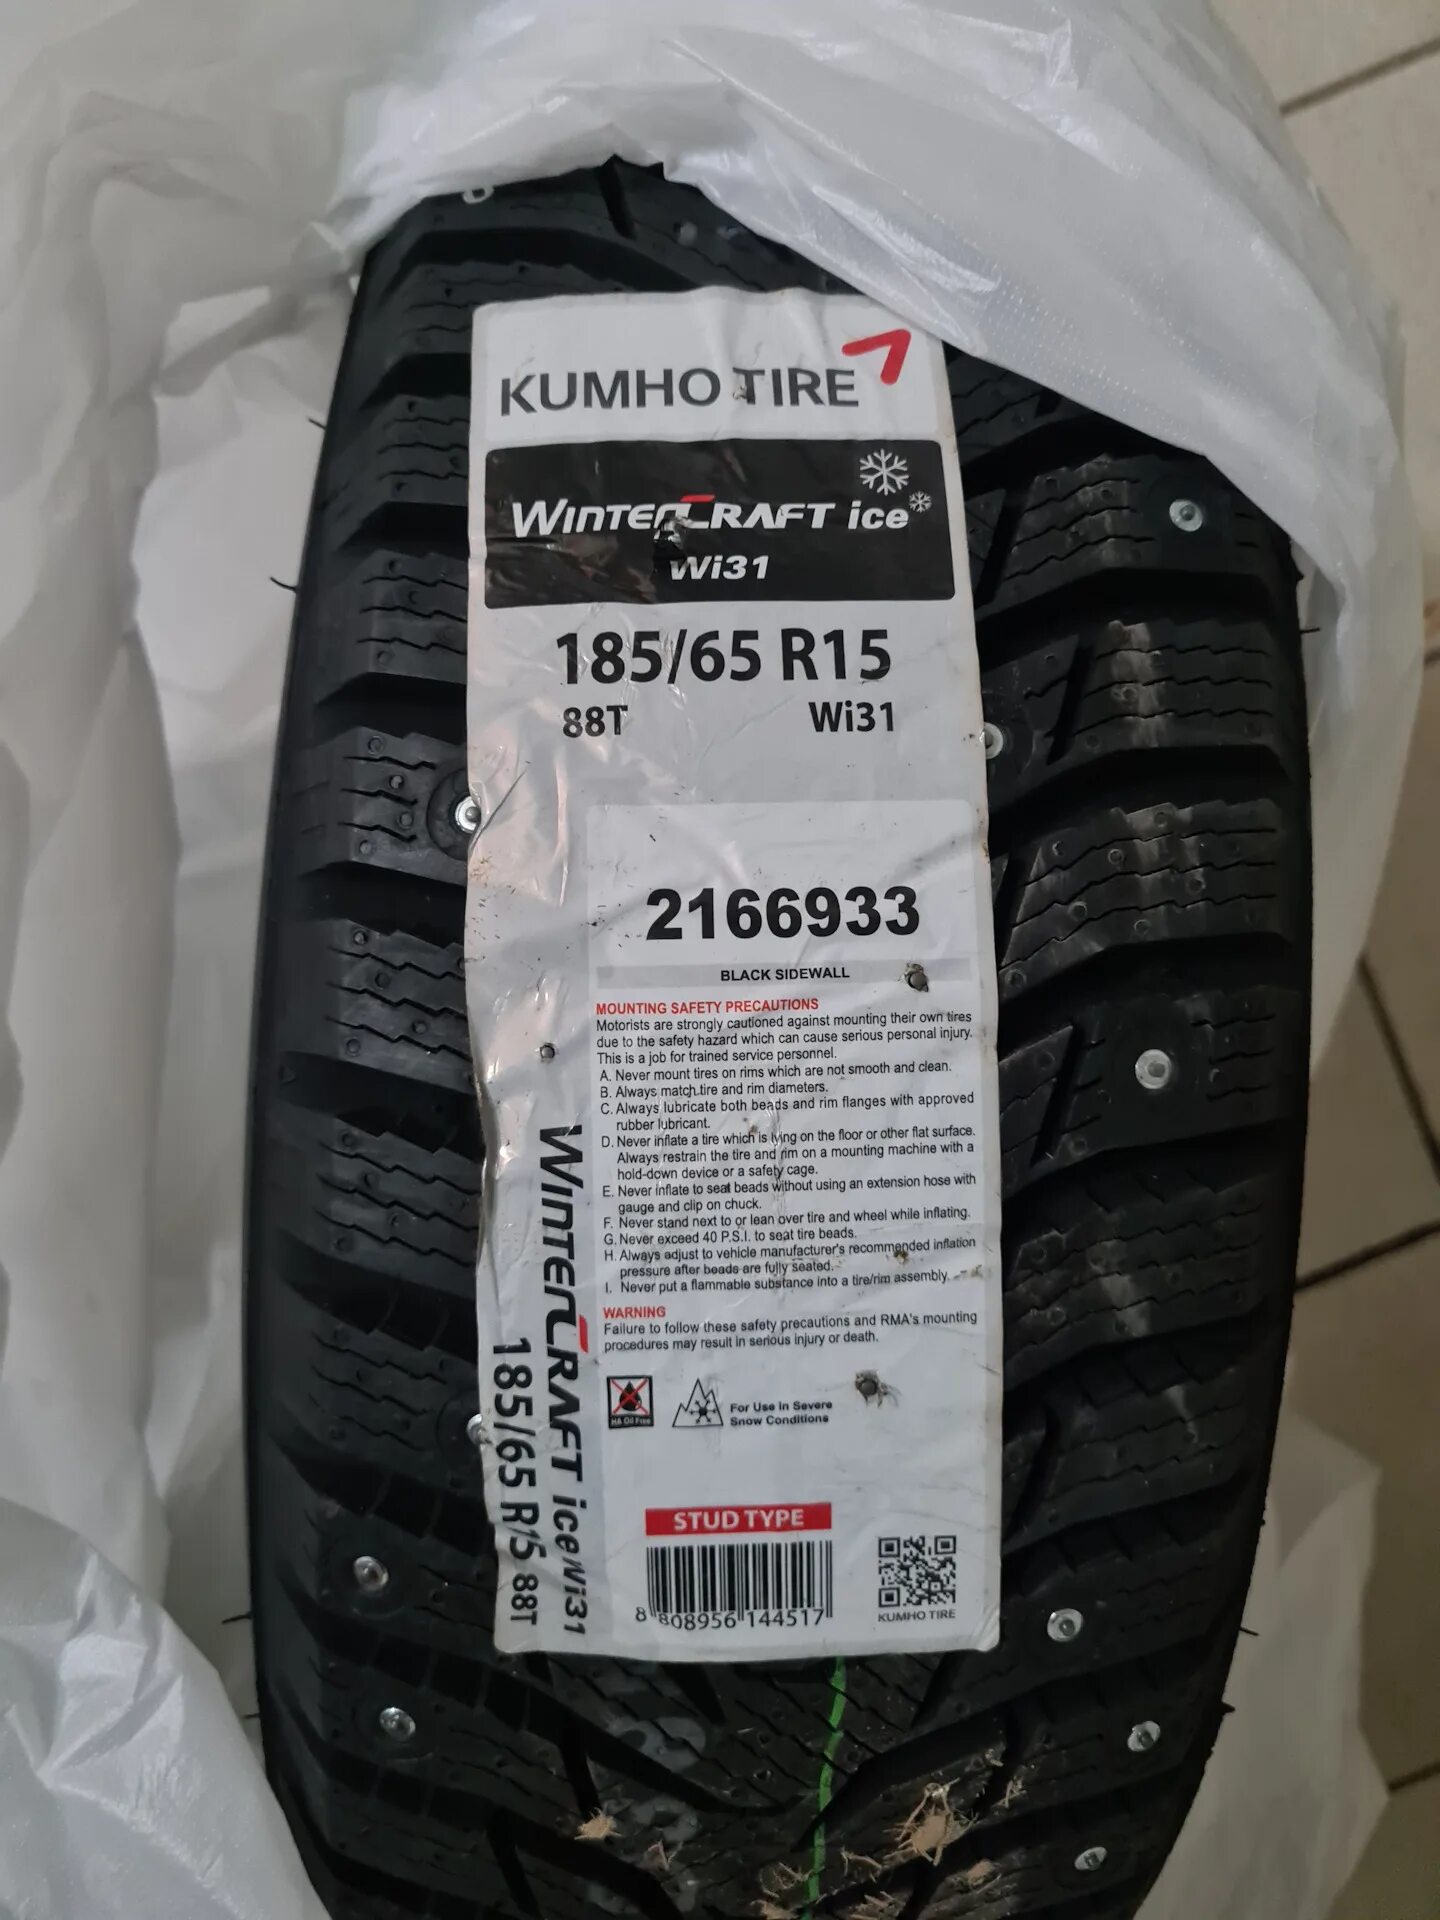 KUMHO TIRE
WINTERCRAFT ice
Wi31
185/65 R15
88T Wi31
2166933
BLACK SIDEWALL
MOUNTING SAFETY PRECAUTIONS
Motorists are strongly cautioned against mounting their own tires
due to the safety hazard which can cause serious personal injury.
This is a job for trained service personnel.
A. Never mount tires on rims which are not smooth and clean.
B. Always match tire and rim diameters.
C. Always lubricate both beads and rim flanges with approved
rubber lubricant.
D. Never inflate a tire which is lying on the floor or other flat surface.
Always restrain the tire and rim on a mounting machine with a
hold-down device or a safety cage.
E. Never inflate to seat beads without using an extension hose with
gauge and clip on chuck.
F. Never stand next to or lean over tire and wheel while inflating.
G. Never exceed 40 P.S.I. to seat tire beads.
H. Always adjust to vehicle manufacturer's recommended inflation
pressure after beads are fully seated.
I. Never put a flammable substance into a tire/rim assembly.
WARNING
Failure to follow these safety precautions and RMA's mounting
procedures may result in serious injury or death.
HA Oil Free
For Use in Severe
Snow Conditions
STUD TYPE
8 808956 144517
KUMHO TIRE
WINTERCRAFT ice Wi31
185/65 R15 88T